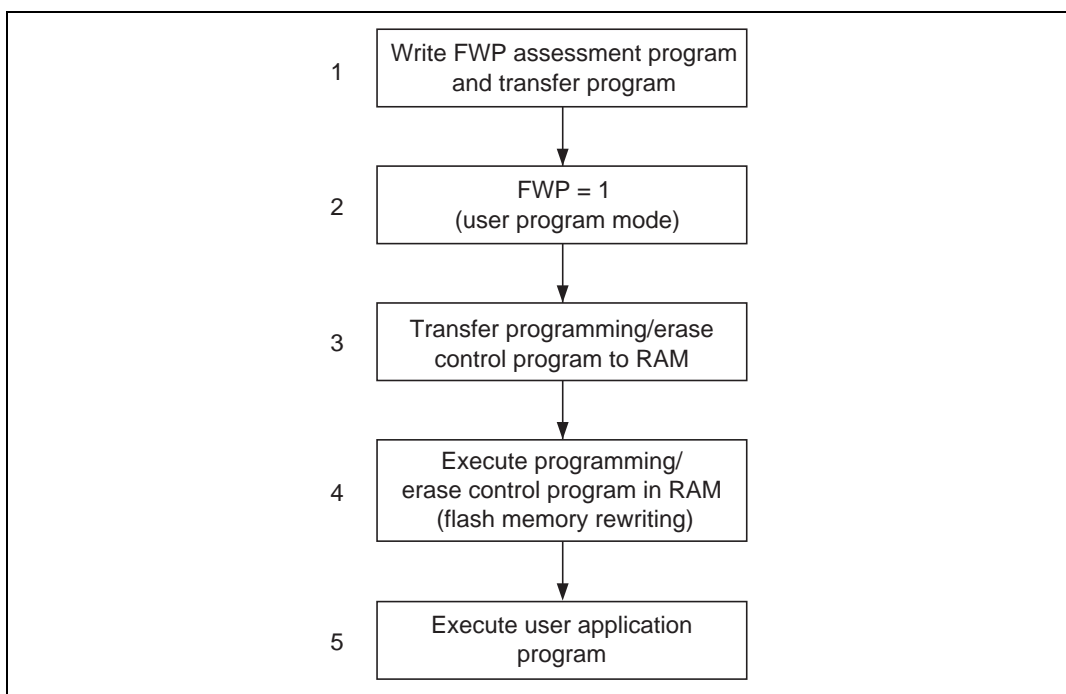 1
Write FWP assessment program
and transfer program
2
FWP = 1
(user program mode)
3
Transfer programming/erase
control program to RAM
4
Execute programming/
erase control program in RAM
(flash memory rewriting)
5
Execute user application
program